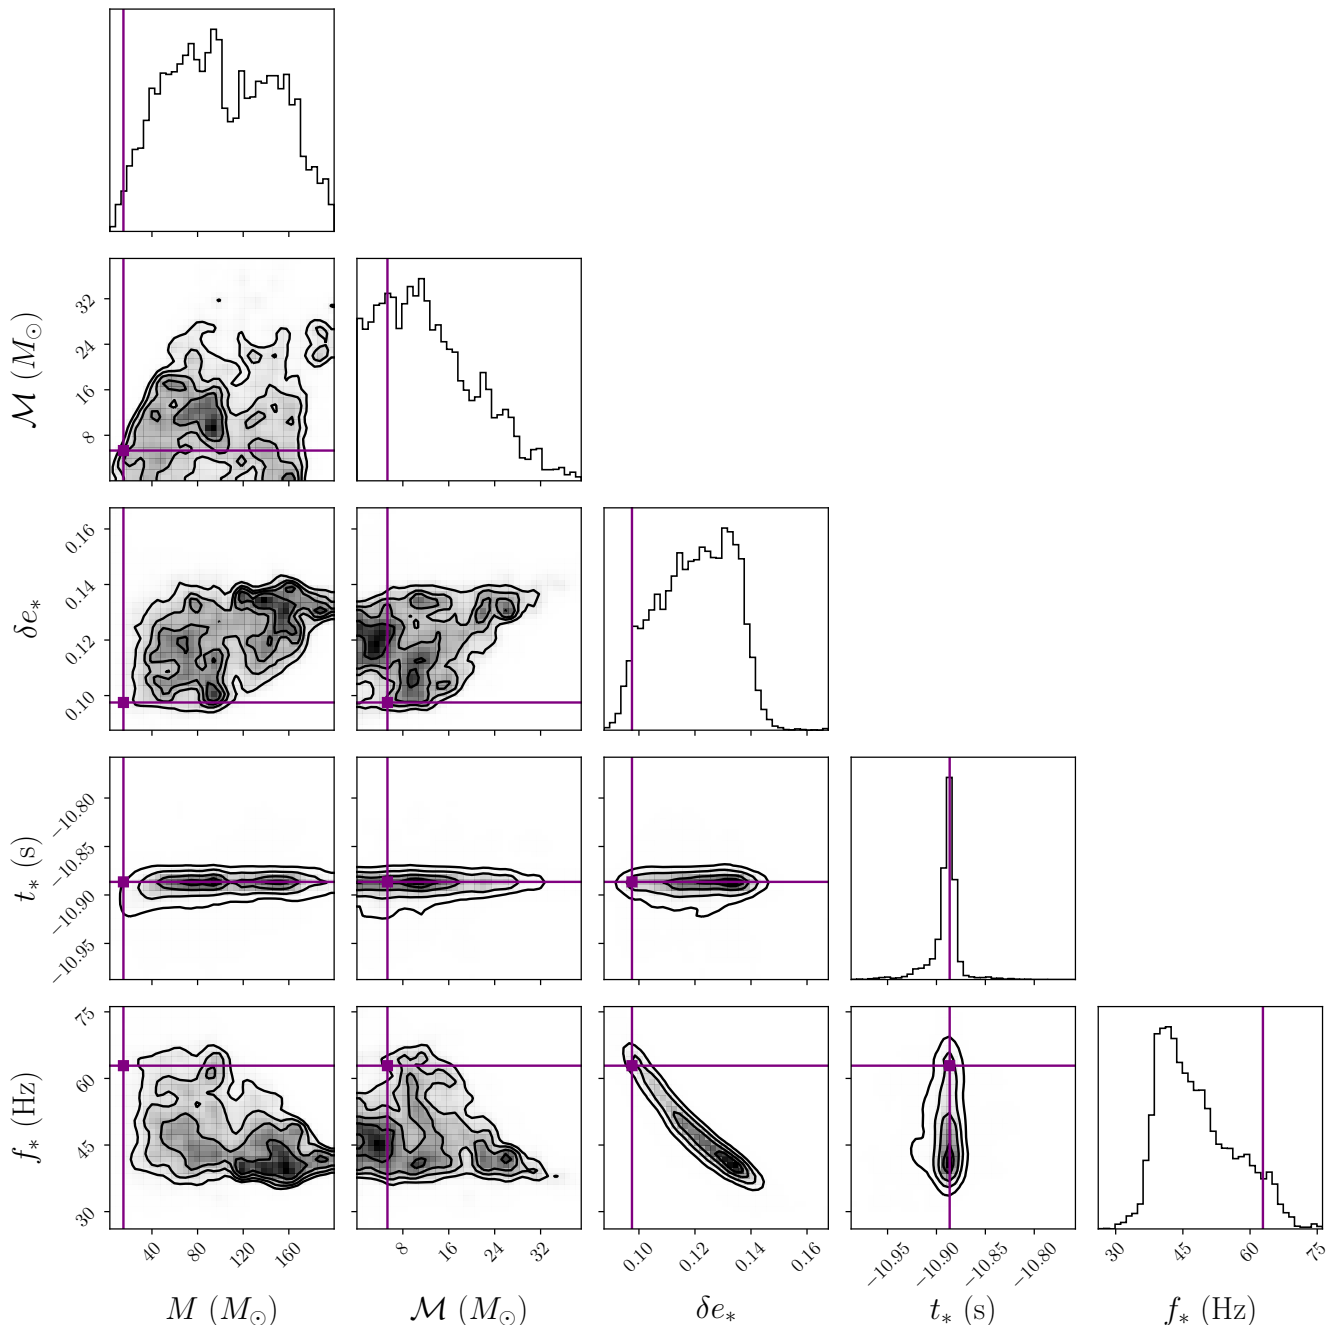 32
24
16
8
ℳ (M⊙)
0.16
0.14
0.12
0.10
δe*
−10.80
−10.85
−10.90
−10.95
t* (s)
75
60
45
30
f* (Hz)
40 80 120 160
8 16 24 32
0.10 0.12 0.14 0.16
−10.95 −10.90 −10.85 −10.80
30 45 60 75
M (M⊙) ℳ (M⊙) δe* t* (s) f* (Hz)